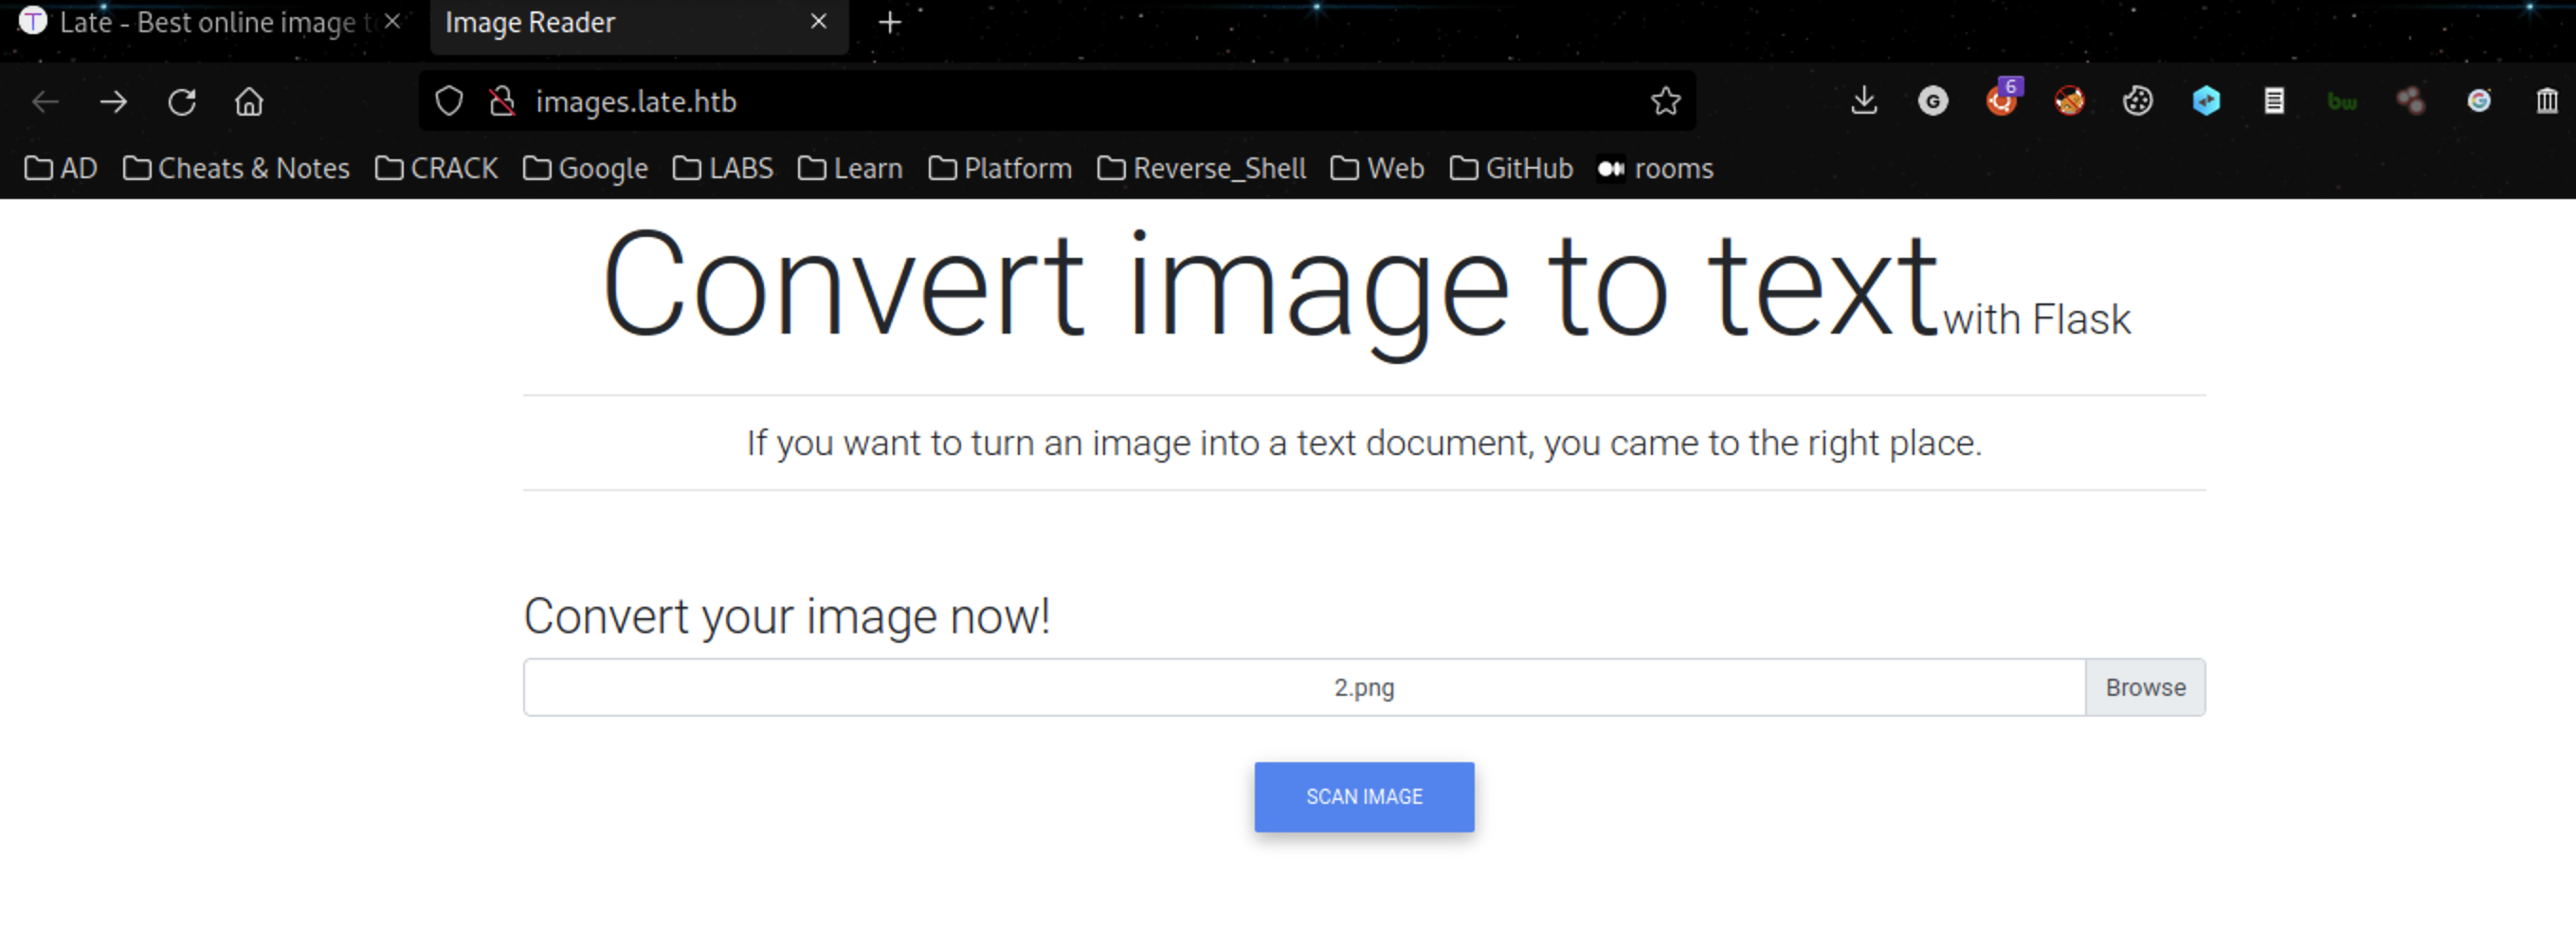 Late - Best online image t
Image Reader
images.late.htb
6
G
bw
G
AD Cheats & Notes CRACK Google LABS Learn Platform Reverse_Shell Web GitHub rooms
Convert image to text with Flask
If you want to turn an image into a text document, you came to the right place.
Convert your image now!
2.png
Browse
SCAN IMAGE